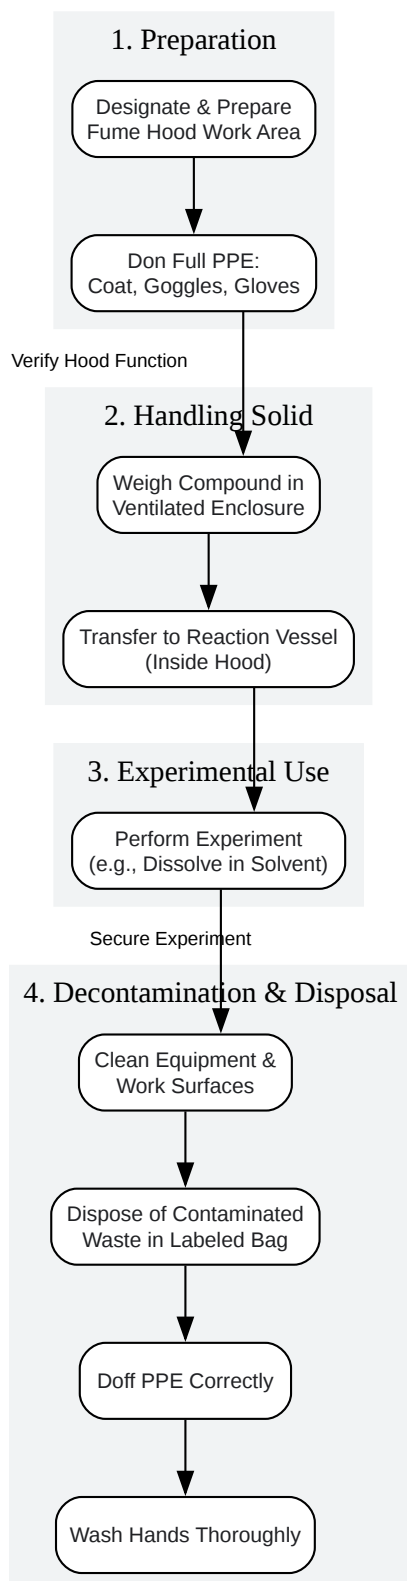 1. Preparation
Designate & Prepare
Fume Hood Work Area
Don Full PPE:
Coat, Goggles, Gloves
Verify Hood Function
2. Handling Solid
Weigh Compound in
Ventilated Enclosure
Transfer to Reaction Vessel
(Inside Hood)
3. Experimental Use
Perform Experiment
(e.g., Dissolve in Solvent)
Secure Experiment
4. Decontamination & Disposal
Clean Equipment &
Work Surfaces
Dispose of Contaminated
Waste in Labeled Bag
Doff PPE Correctly
Wash Hands Thoroughly